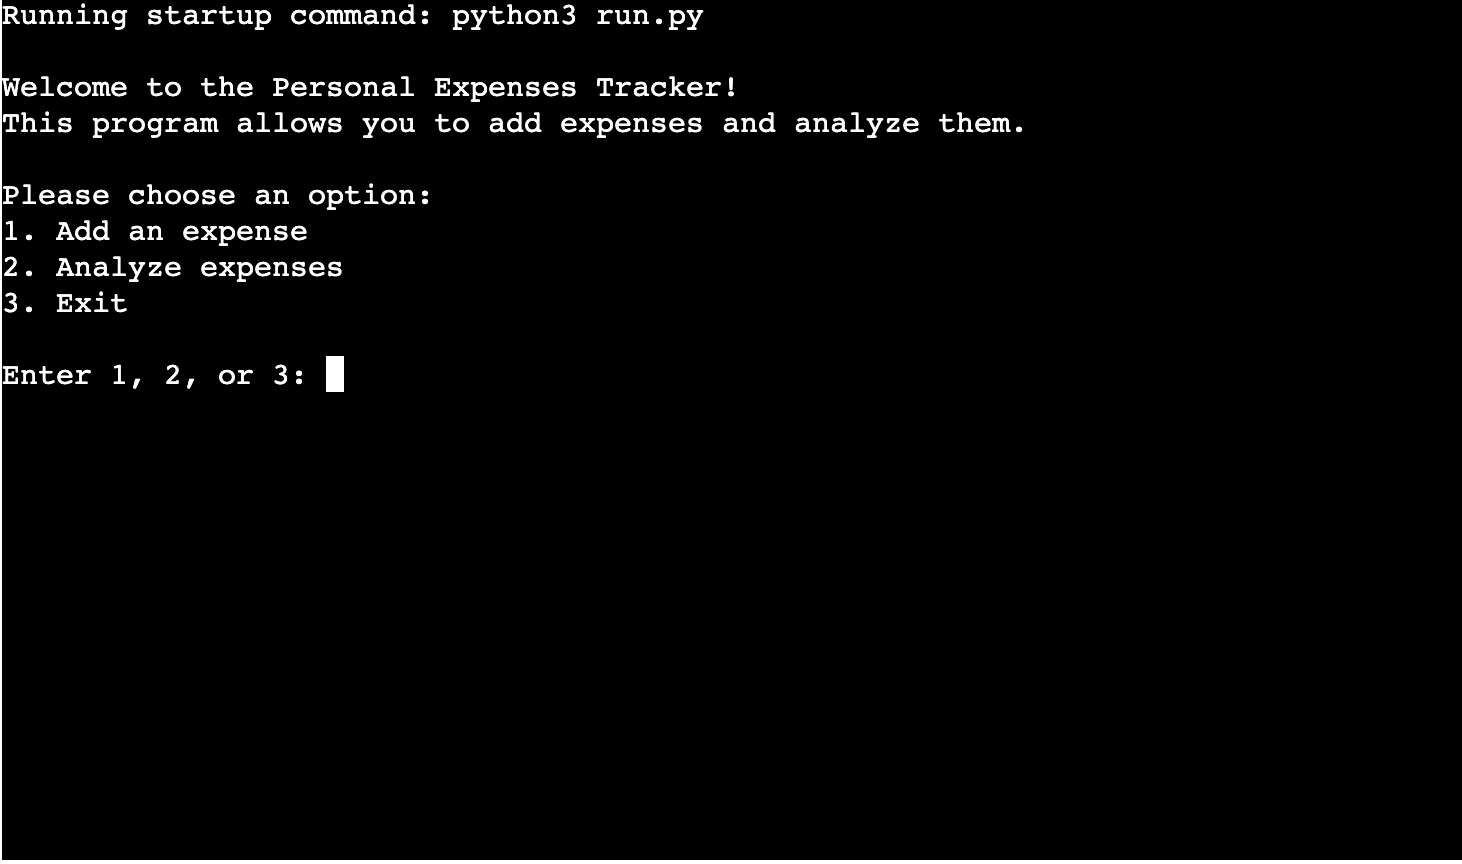 Running startup command: python3 run.py
Welcome to the Personal Expenses Tracker!
This program allows you to add expenses and analyze them.
Please choose an option:
1. Add an expense
2. Analyze expenses
3. Exit
Enter 1, 2, or 3: